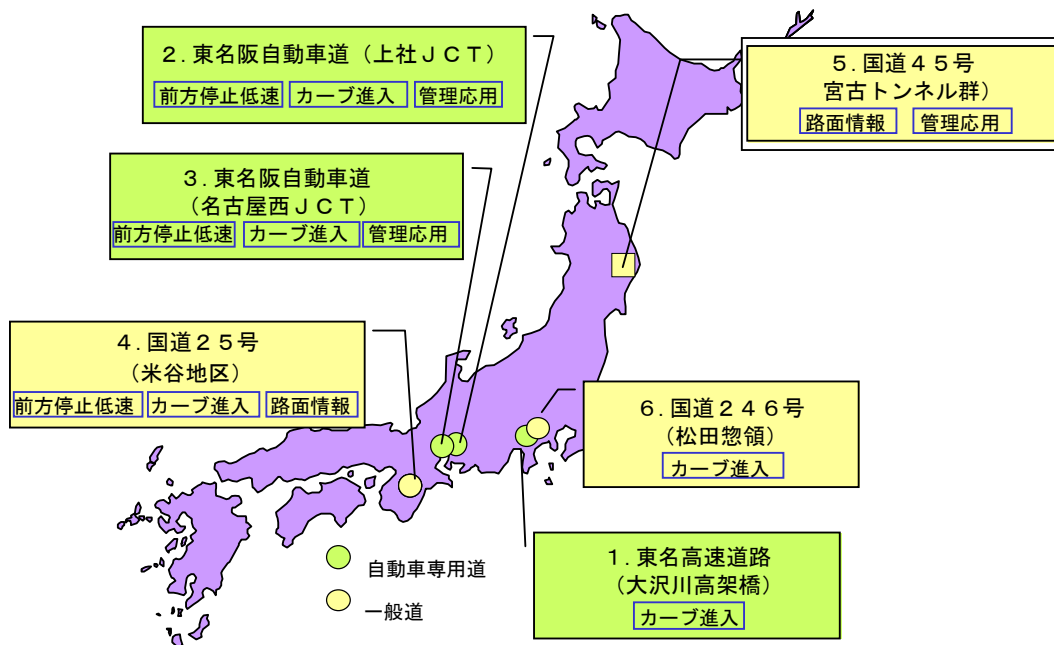 ２．東名阪自動車道（上社ＪＣＴ）
前方停止低速 カーブ進入 管理応用
５．国道４５号
宮古トンネル群）
路面情報 管理応用
３．東名阪自動車道
（名古屋西ＪＣＴ）
前方停止低速 カーブ進入 管理応用
４．国道２５号
（米谷地区）
前方停止低速 カーブ進入 路面情報
６．国道２４６号
（松田惣領）
カーブ進入
１．東名高速道路
（大沢川高架橋）
カーブ進入
自動車専用道
一般道